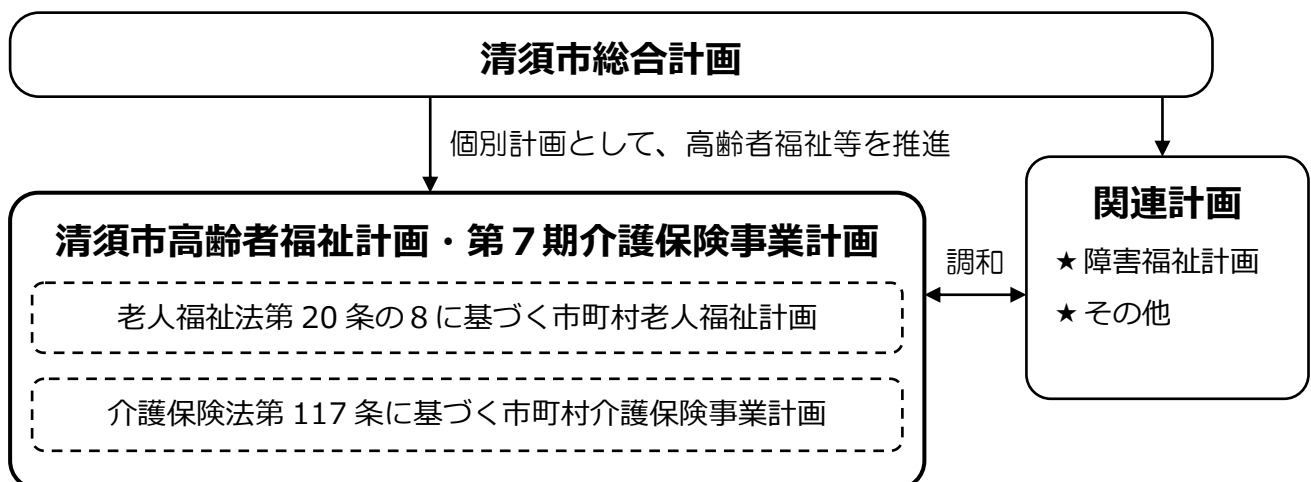 清須市総合計画
個別計画として、高齢者福祉等を推進
清須市高齢者福祉計画・第７期介護保険事業計画
老人福祉法第 20 条の８に基づく市町村老人福祉計画
介護保険法第 117 条に基づく市町村介護保険事業計画
調和
関連計画
★ 障害福祉計画
★ その他